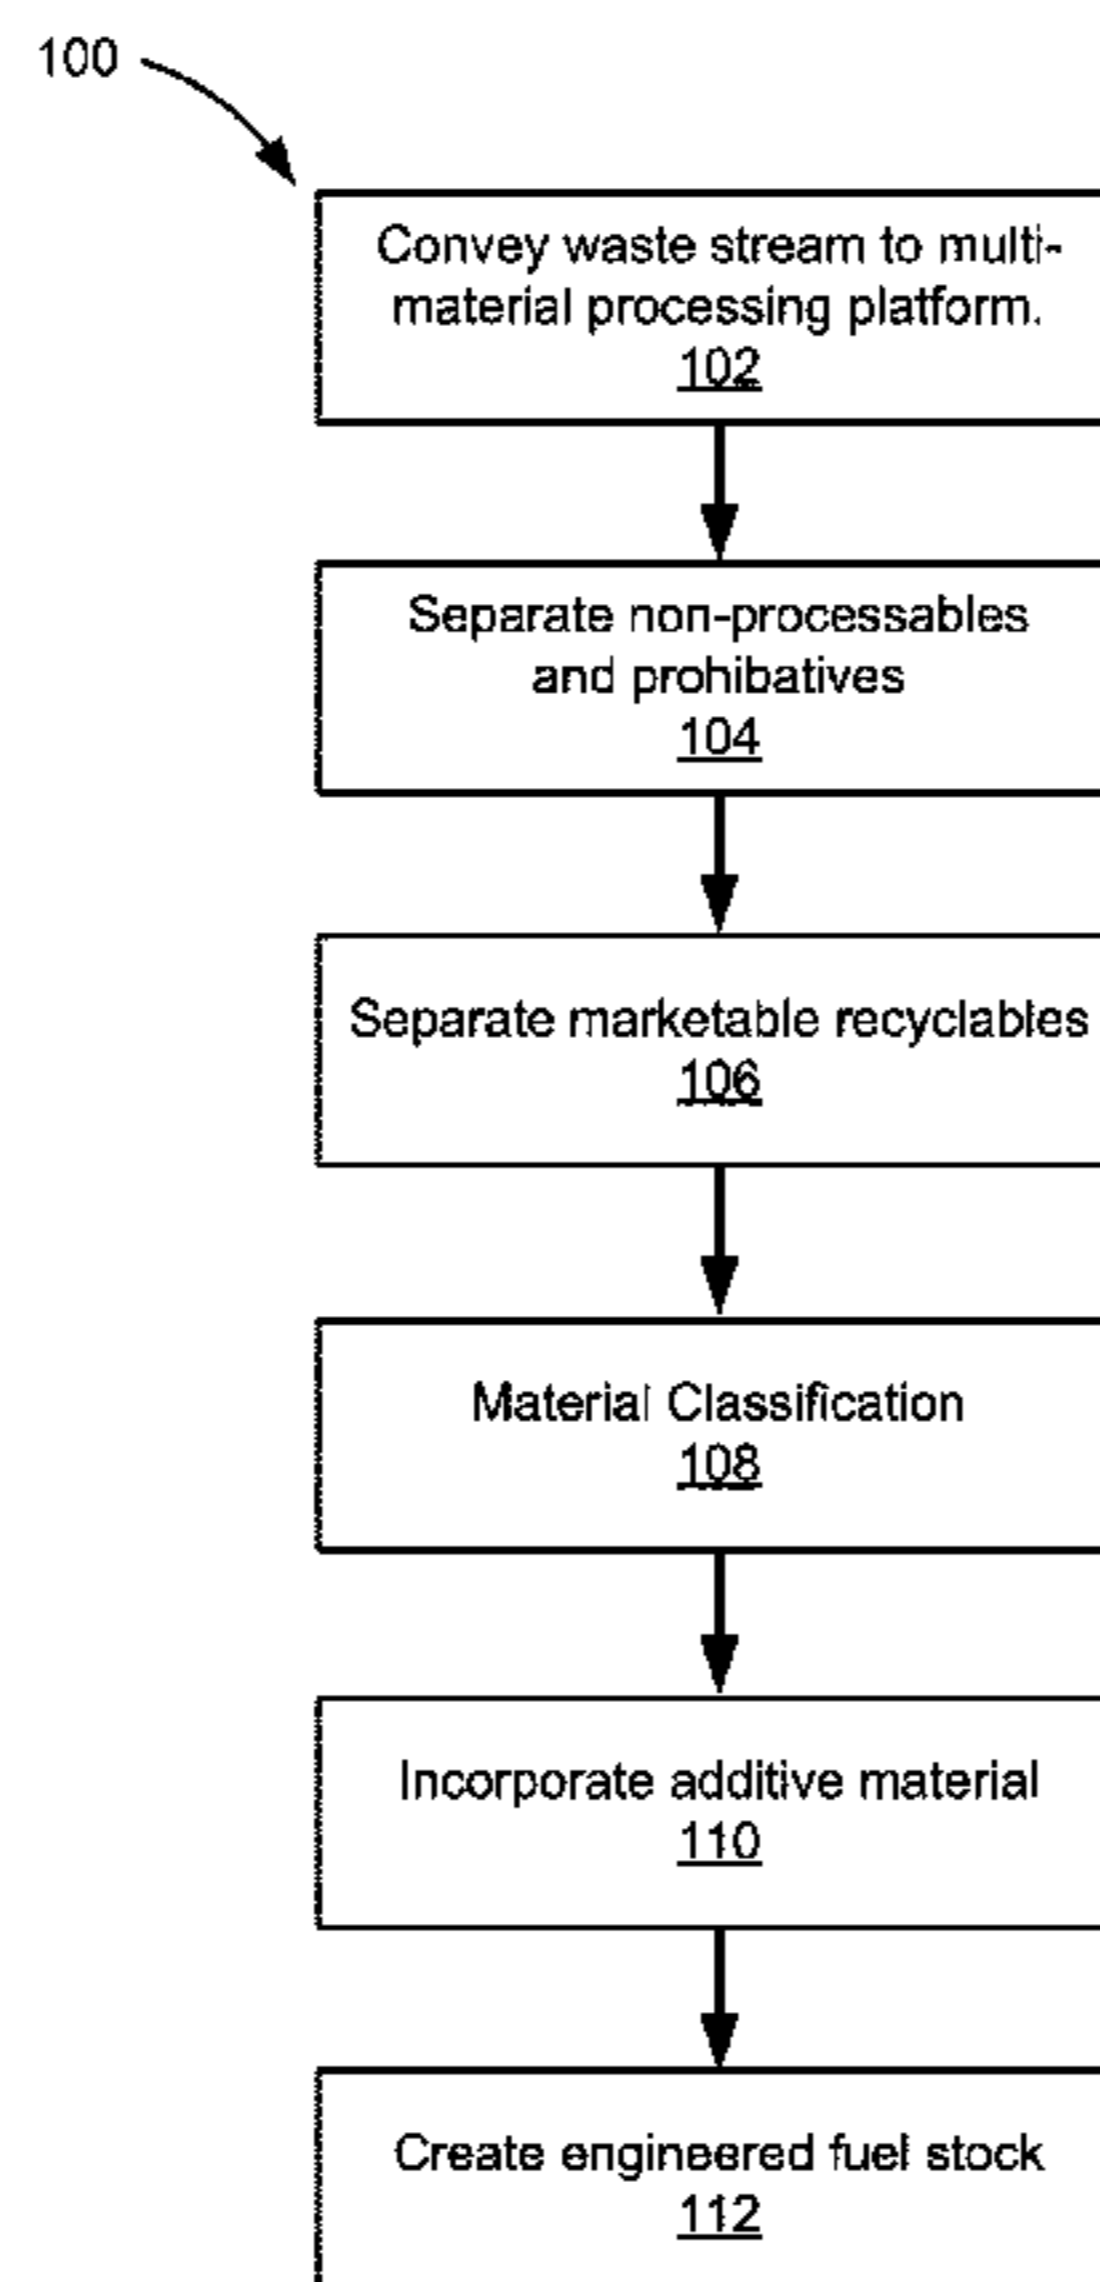 100
Convey waste stream to multi-
material processing platform.
102
Separate non-processables
and prohibatives
104
Separate marketable recyclables
106
Material Classification
108
Incorporate additive material
110
Create engineered fuel stock
112